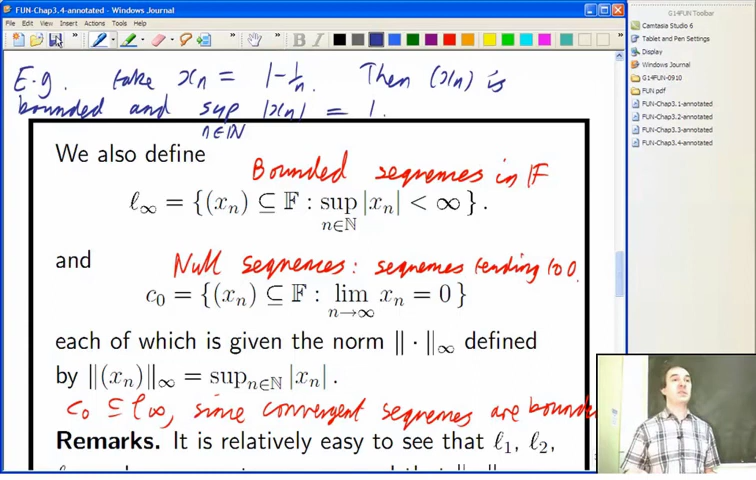 FUN-Chap3.4-annotated - Windows Journal
File Edit View Insert Actions Tools Help
E.g. take xₙ = 1-1/n. Then (xₙ) is
bounded and sup |xₙ| = 1.
n∈ℕ
We also define
Bounded sequences in F
ℓ∞ = {(xₙ) ⊆ 𝔽 : sup |xₙ| < ∞ } .
n∈ℕ
and
Null sequences: sequences tending to 0.
c₀ = {(xₙ) ⊆ 𝔽 : lim xₙ = 0 }
n→∞
each of which is given the norm ‖ · ‖∞ defined
by ‖(xₙ)‖∞ = supₙ∈ℕ |xₙ| .
c₀ ⊆ ℓ∞, since convergent sequences are
Remarks. It is relatively easy to see that ℓ₁, ℓ₂,
G14FUN Toolbar
Camtasia Studio 6
Tablet and Pen Settings
Display
Windows Journal
G14FUN-0910
FUN pdf
FUN-Chap3.1-annotated
FUN-Chap3.2-annotated
FUN-Chap3.3-annotated
FUN-Chap3.4-annotated